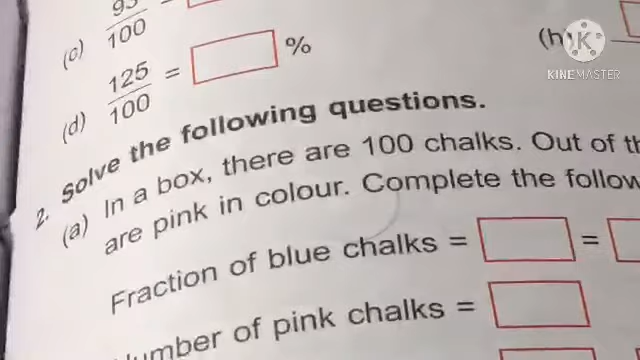 (c) 93/100
(d) 125/100 = %
(h)
KINEMASTER
2. Solve the following questions.
(a) In a box, there are 100 chalks. Out of
are pink in colour. Complete the
Fraction of blue chalks = =
Number of pink chalks =